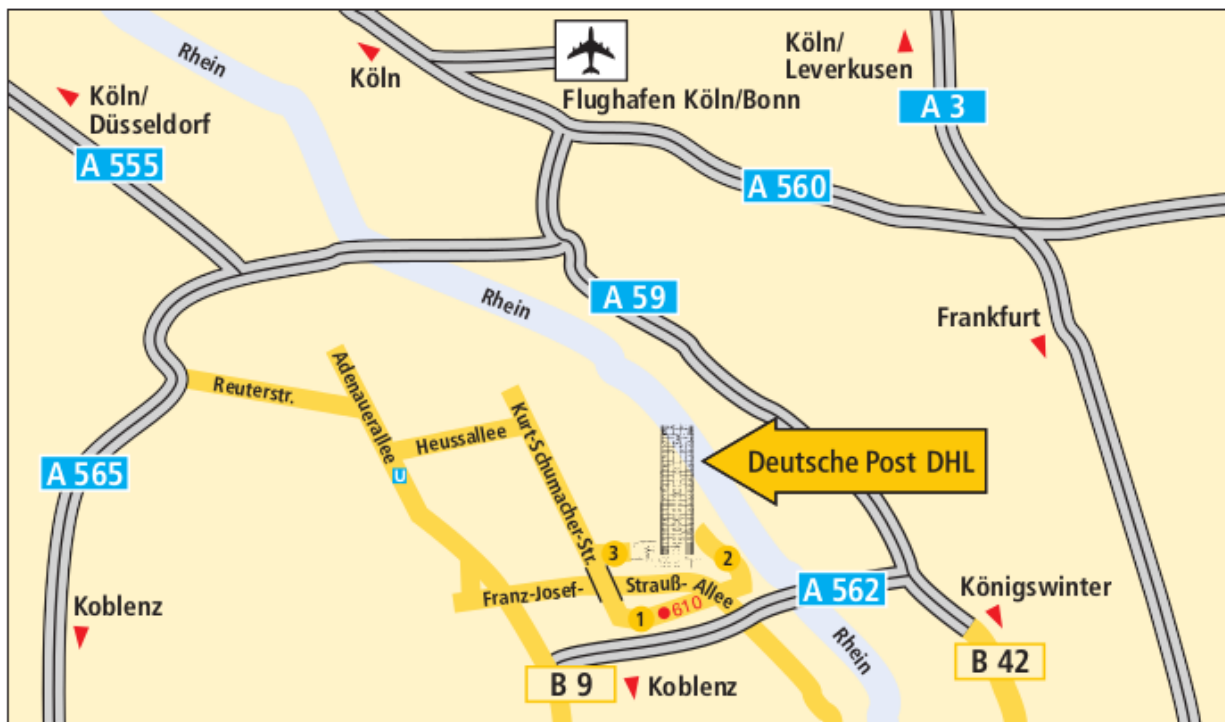 Rhein
Köln
Köln/
Leverkusen
Köln/
Düsseldorf
Flughafen Köln/Bonn
A 3
A 555
A 560
Rhein
A 59
Frankfurt
Reuterstr.
Adenauerallee
Heussallee
Kurt-Schumacher-Str.
Deutsche Post DHL
A 565
U
3
2
Franz-Josef-
Strauß-
Allee
610
1
A 562
Königswinter
Koblenz
Rhein
B 42
B 9
Koblenz